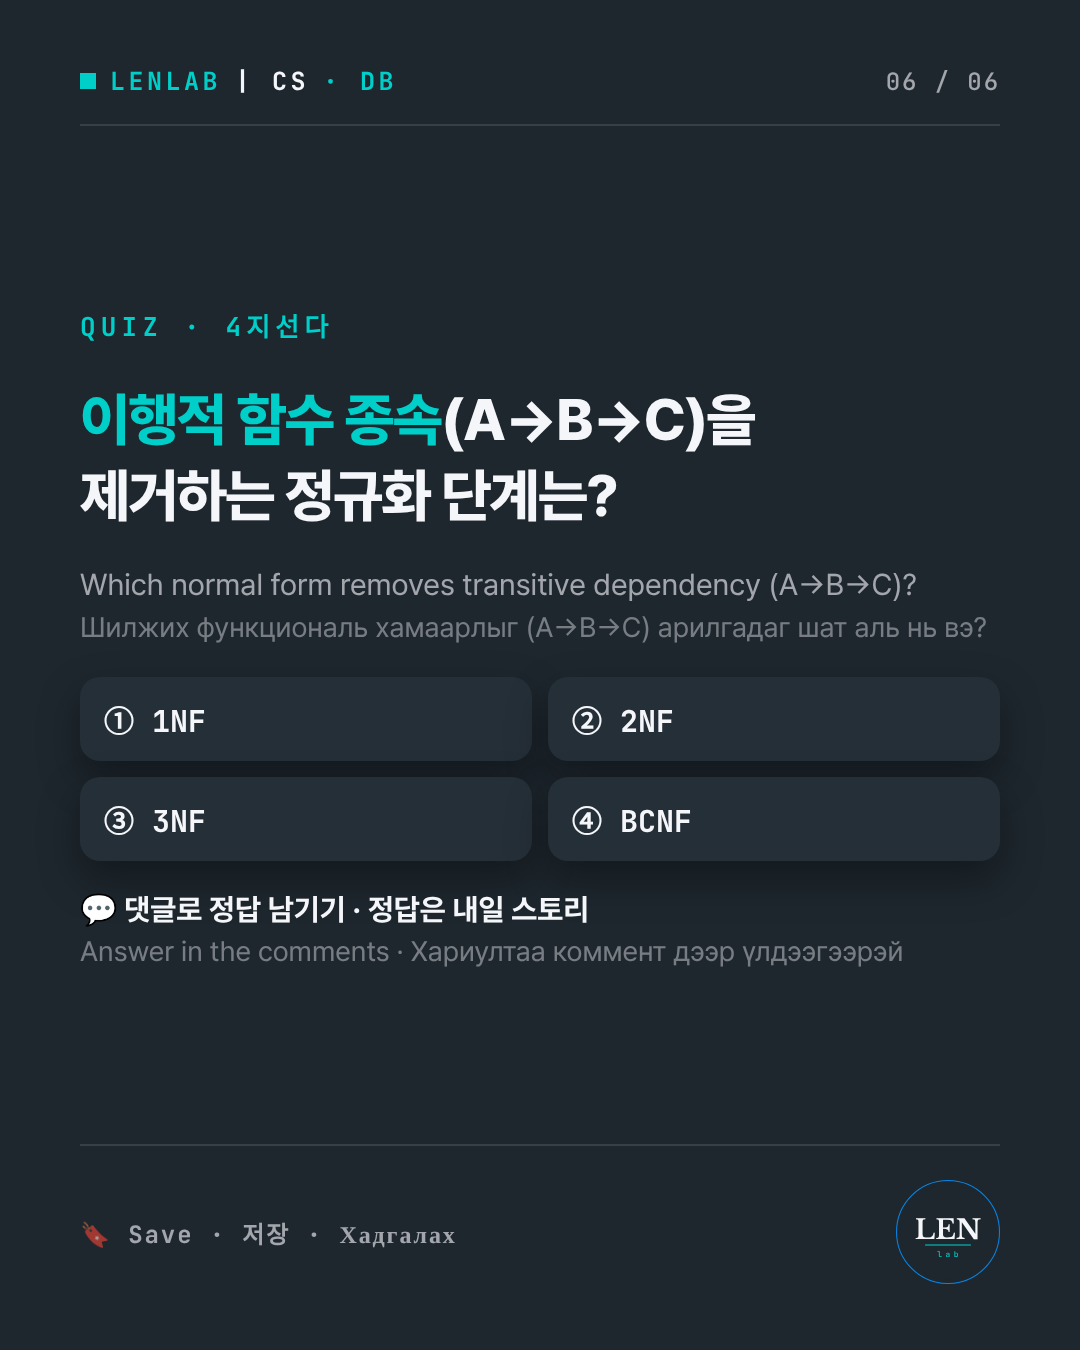 LENLAB | CS · DB
06 / 06
QUIZ · 4지선다
이행적 함수 종속(A→B→C)을
제거하는 정규화 단계는?
Which normal form removes transitive dependency (A→B→C)?
Шилжих функциональ хамаарлыг (A→B→C) арилгадаг шат аль нь вэ?
① 1NF
② 2NF
③ 3NF
④ BCNF
💬 댓글로 정답 남기기 · 정답은 내일 스토리
Answer in the comments · Хариултаа коммент дээр үлдээгээрэй
🔖 Save · 저장 · Хадгалах
LEN
lab